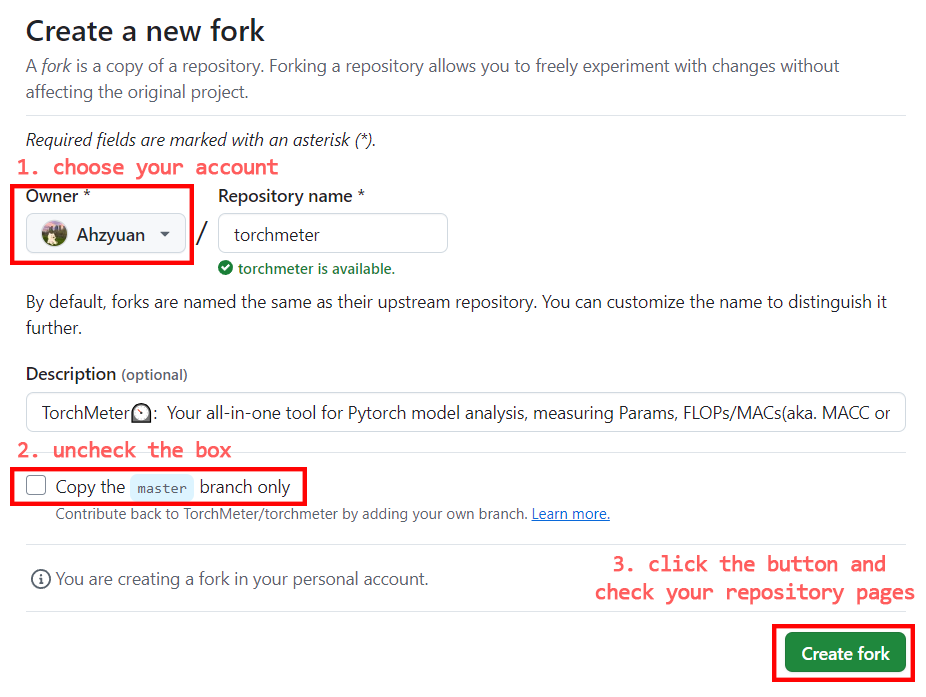 Create a new fork
A fork is a copy of a repository. Forking a repository allows you to freely experiment with changes without
affecting the original project.
Required fields are marked with an asterisk (*).
1. choose your account
Owner * Repository name *
Ahzyuan / torchmeter
torchmeter is available.
By default, forks are named the same as their upstream repository. You can customize the name to distinguish it
further.
Description (optional)
TorchMeter⏲️: Your all-in-one tool for Pytorch model analysis, measuring Params, FLOPs/MACs(aka. MACC or
2. uncheck the box
Copy the master branch only
Contribute back to TorchMeter/torchmeter by adding your own branch. Learn more.
You are creating a fork in your personal account.
3. click the button and
check your repository pages
Create fork